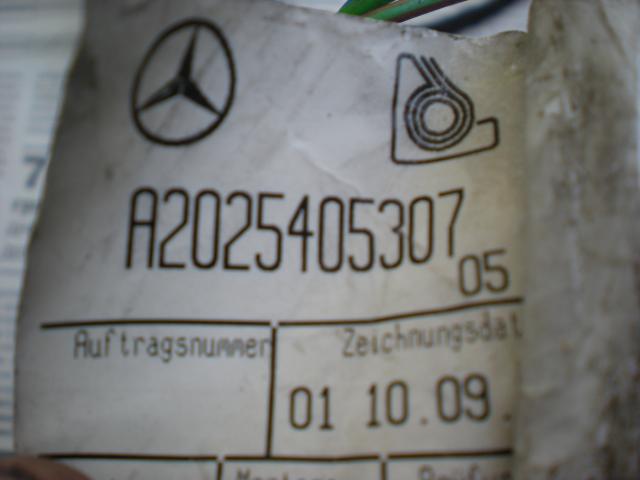 A2025405307
05
Auftragsnummer Zeichnungsdat
01 10.09.